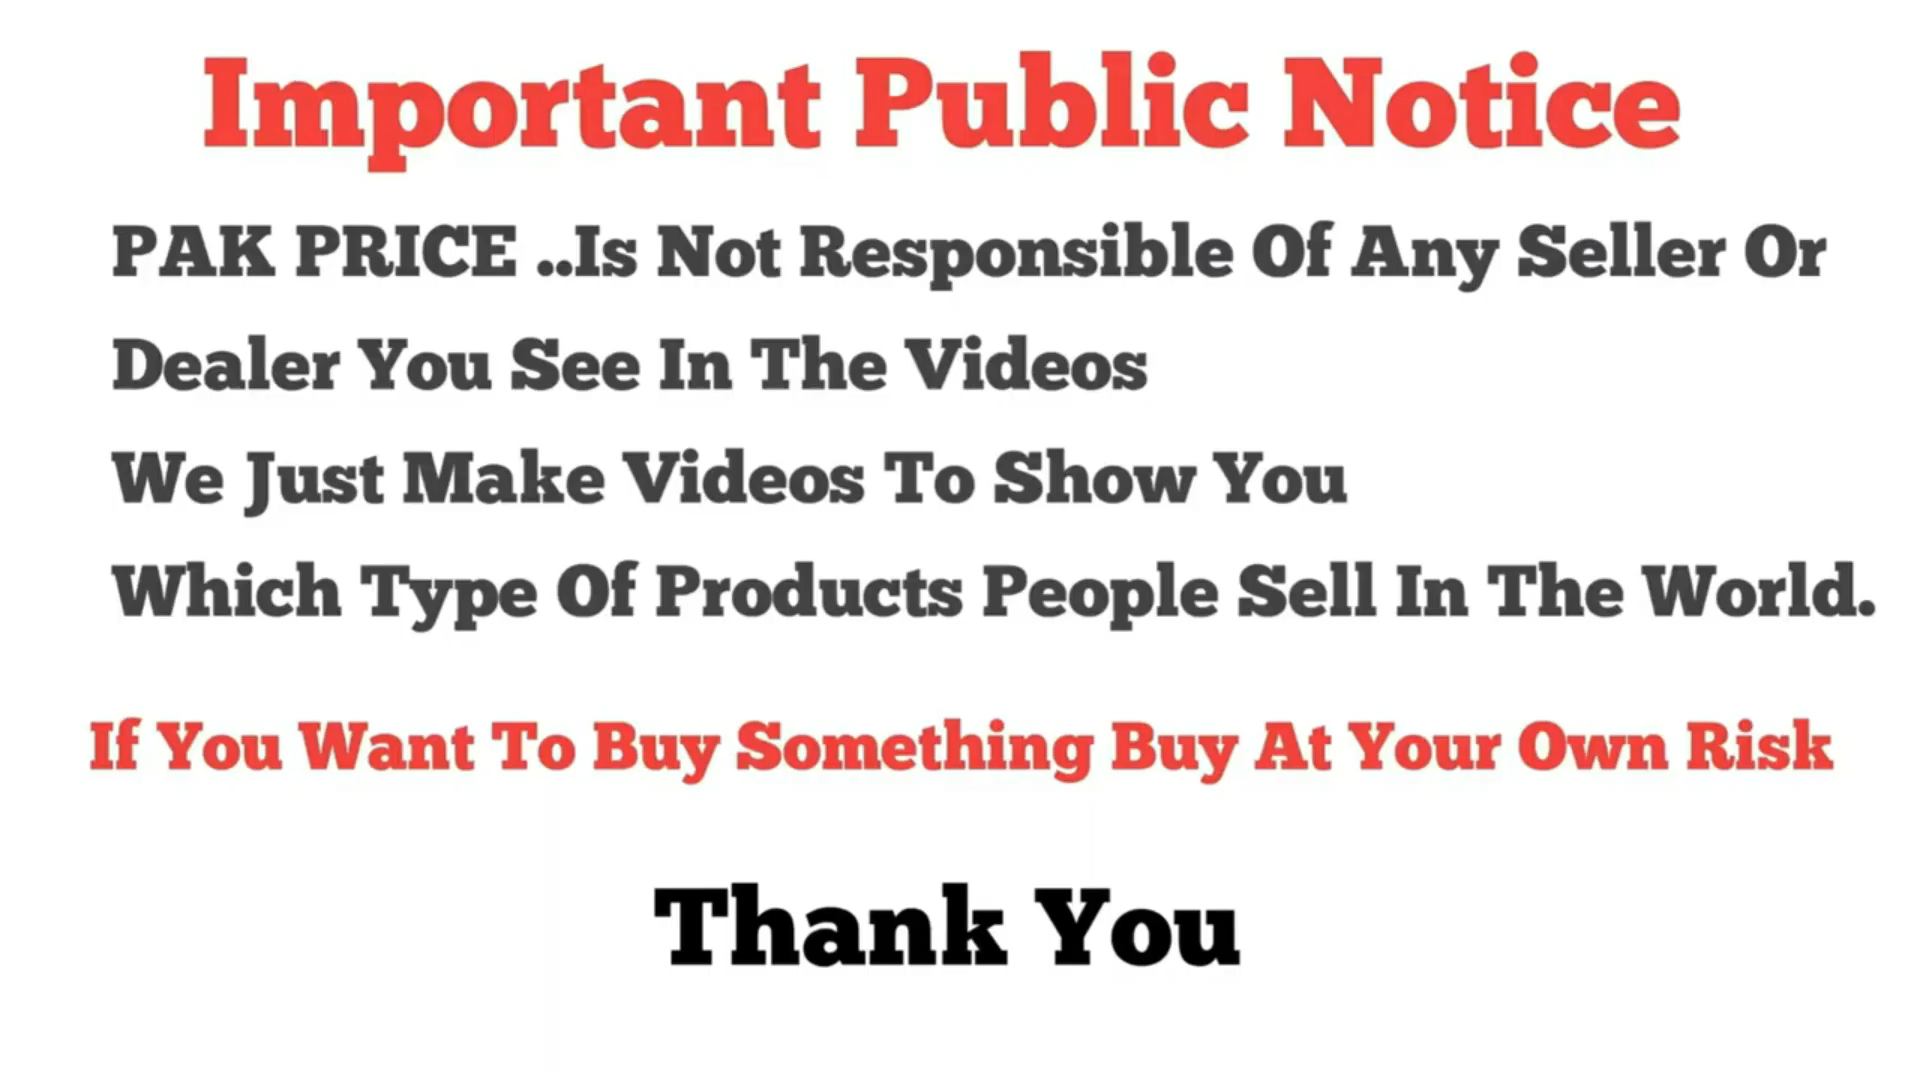 Important Public Notice
PAK PRICE ..Is Not Responsible Of Any Seller Or
Dealer You See In The Videos
We Just Make Videos To Show You
Which Type Of Products People Sell In The World.
If You Want To Buy Something Buy At Your Own Risk
Thank You